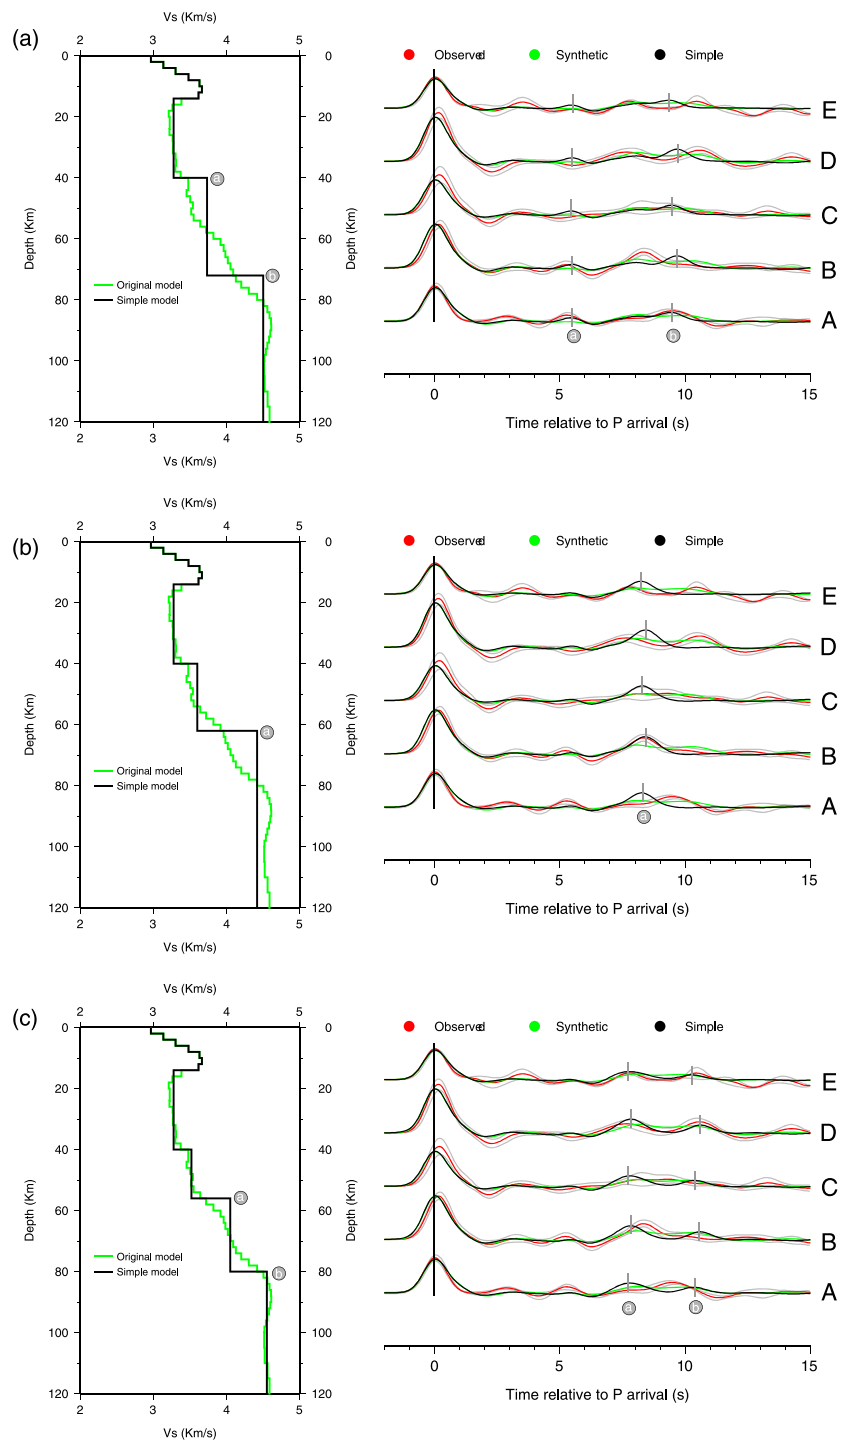 Vs (Km/s)
2 3 4 5
(a)
Observed Synthetic Simple
0 0
20 20
40 40
60 60
80 80
100 100
120 120
Depth (Km)
Depth (Km)
a
b
Original model
Simple model
2 3 4 5
Vs (Km/s)
E
D
C
B
A
a b
0 5 10 15
Time relative to P arrival (s)
Vs (Km/s)
2 3 4 5
(b)
Observed Synthetic Simple
0 0
20 20
40 40
60 60
80 80
100 100
120 120
Depth (Km)
Depth (Km)
a
Original model
Simple model
2 3 4 5
Vs (Km/s)
E
D
C
B
A
a
0 5 10 15
Time relative to P arrival (s)
Vs (Km/s)
2 3 4 5
(c)
Observed Synthetic Simple
0 0
20 20
40 40
60 60
80 80
100 100
120 120
Depth (Km)
Depth (Km)
a
b
Original model
Simple model
2 3 4 5
Vs (Km/s)
E
D
C
B
A
a b
0 5 10 15
Time relative to P arrival (s)